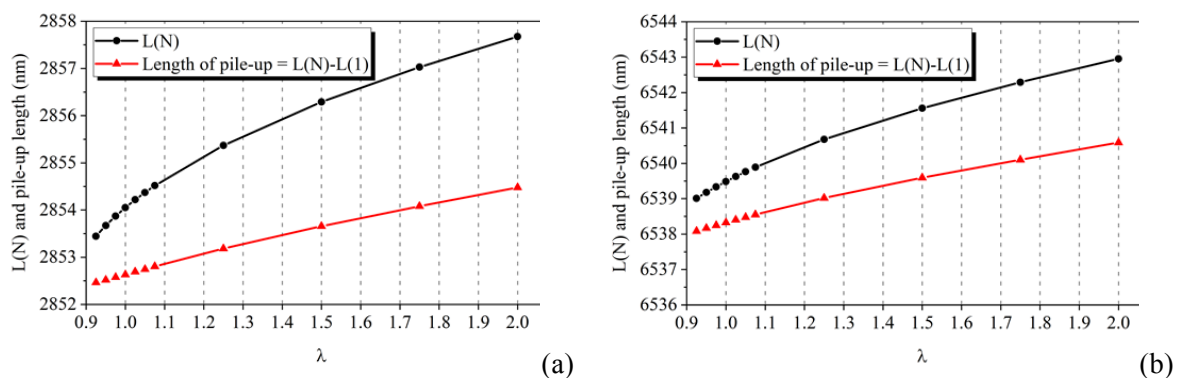 2858
2857
2856
2855
2854
2853
2852
L(N) and pile-up length (nm)
L(N)
Length of pile-up = L(N)-L(1)
0.9 1.0 1.1 1.2 1.3 1.4 1.5 1.6 1.7 1.8 1.9 2.0
λ
(a)
6544
6543
6542
6541
6540
6539
6538
6537
6536
L(N) and pile-up length (nm)
L(N)
Length of pile-up = L(N)-L(1)
0.9 1.0 1.1 1.2 1.3 1.4 1.5 1.6 1.7 1.8 1.9 2.0
λ
(b)